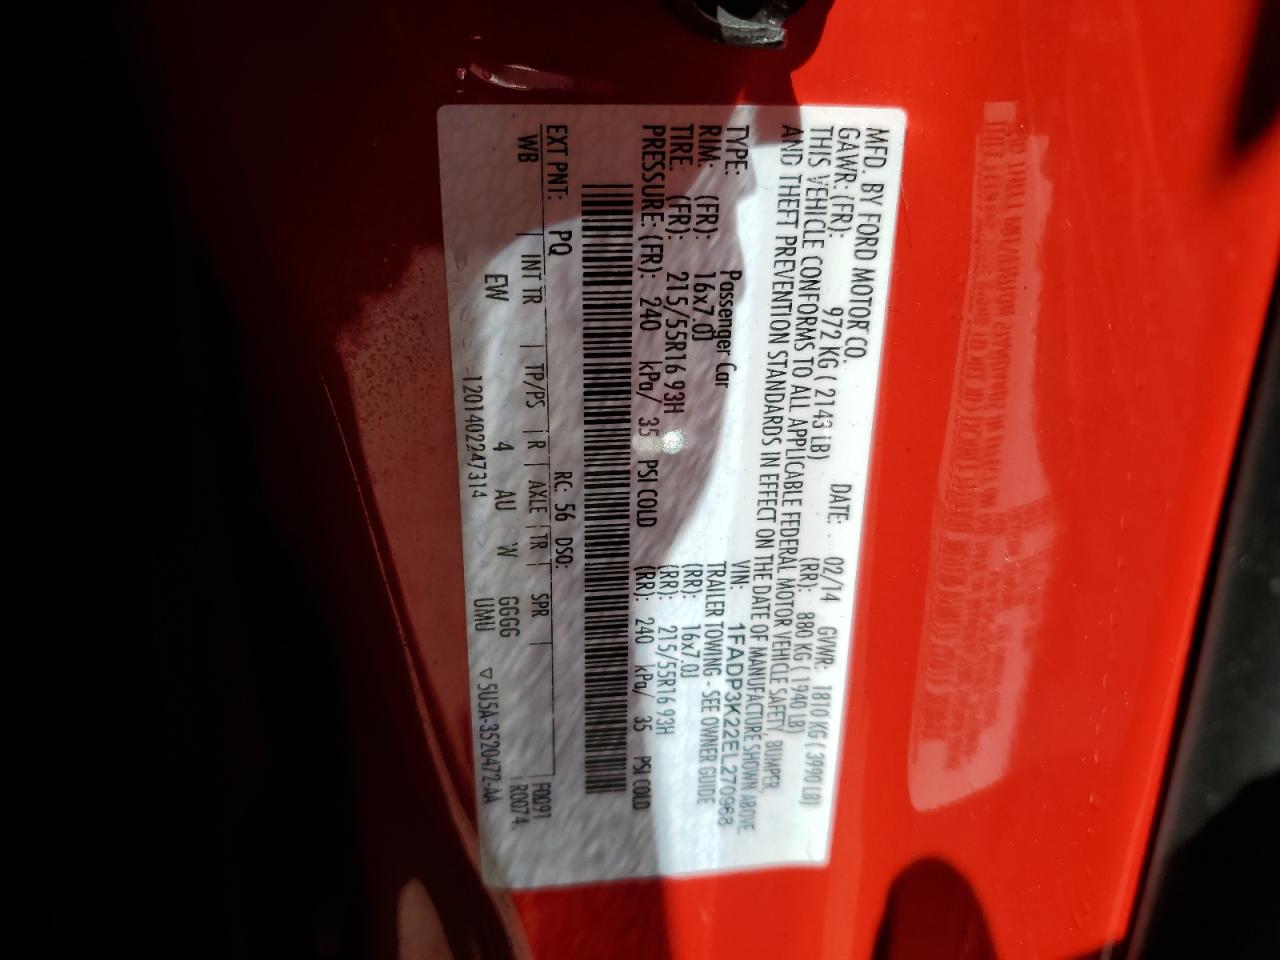 MFD. BY FORD MOTOR CO.
DATE: 02/14 GVWR: 1810 KG ( 3990 LB)
GAWR: (FR): 972 KG ( 2143 LB) (RR): 880 KG ( 1940 LB)
THIS VEHICLE CONFORMS TO ALL APPLICABLE FEDERAL MOTOR VEHICLE SAFETY, BUMPER,
AND THEFT PREVENTION STANDARDS IN EFFECT ON THE DATE OF MANUFACTURE SHOWN ABOVE
VIN: 1FADP3K22EL270968
TYPE: Passenger Car TRAILER TOWING - SEE OWNER GUIDE
RIM: (FR): 16x7.0J (RR): 16x7.0J
TIRE: (FR): 215/55R16 93H (RR): 215/55R16 93H
PRESSURE: (FR): 240 kPa/ 35 PSI COLD (RR): 240 kPa/ 35 PSI COLD
EXT PNT: PQ RC: 56 DSO: F0091
WB INT TR TP/PS R AXLE TR SPR R0074
EW 4 AU W GGGG
UMU
1201402247314 ▽5U5A-3520472-AA